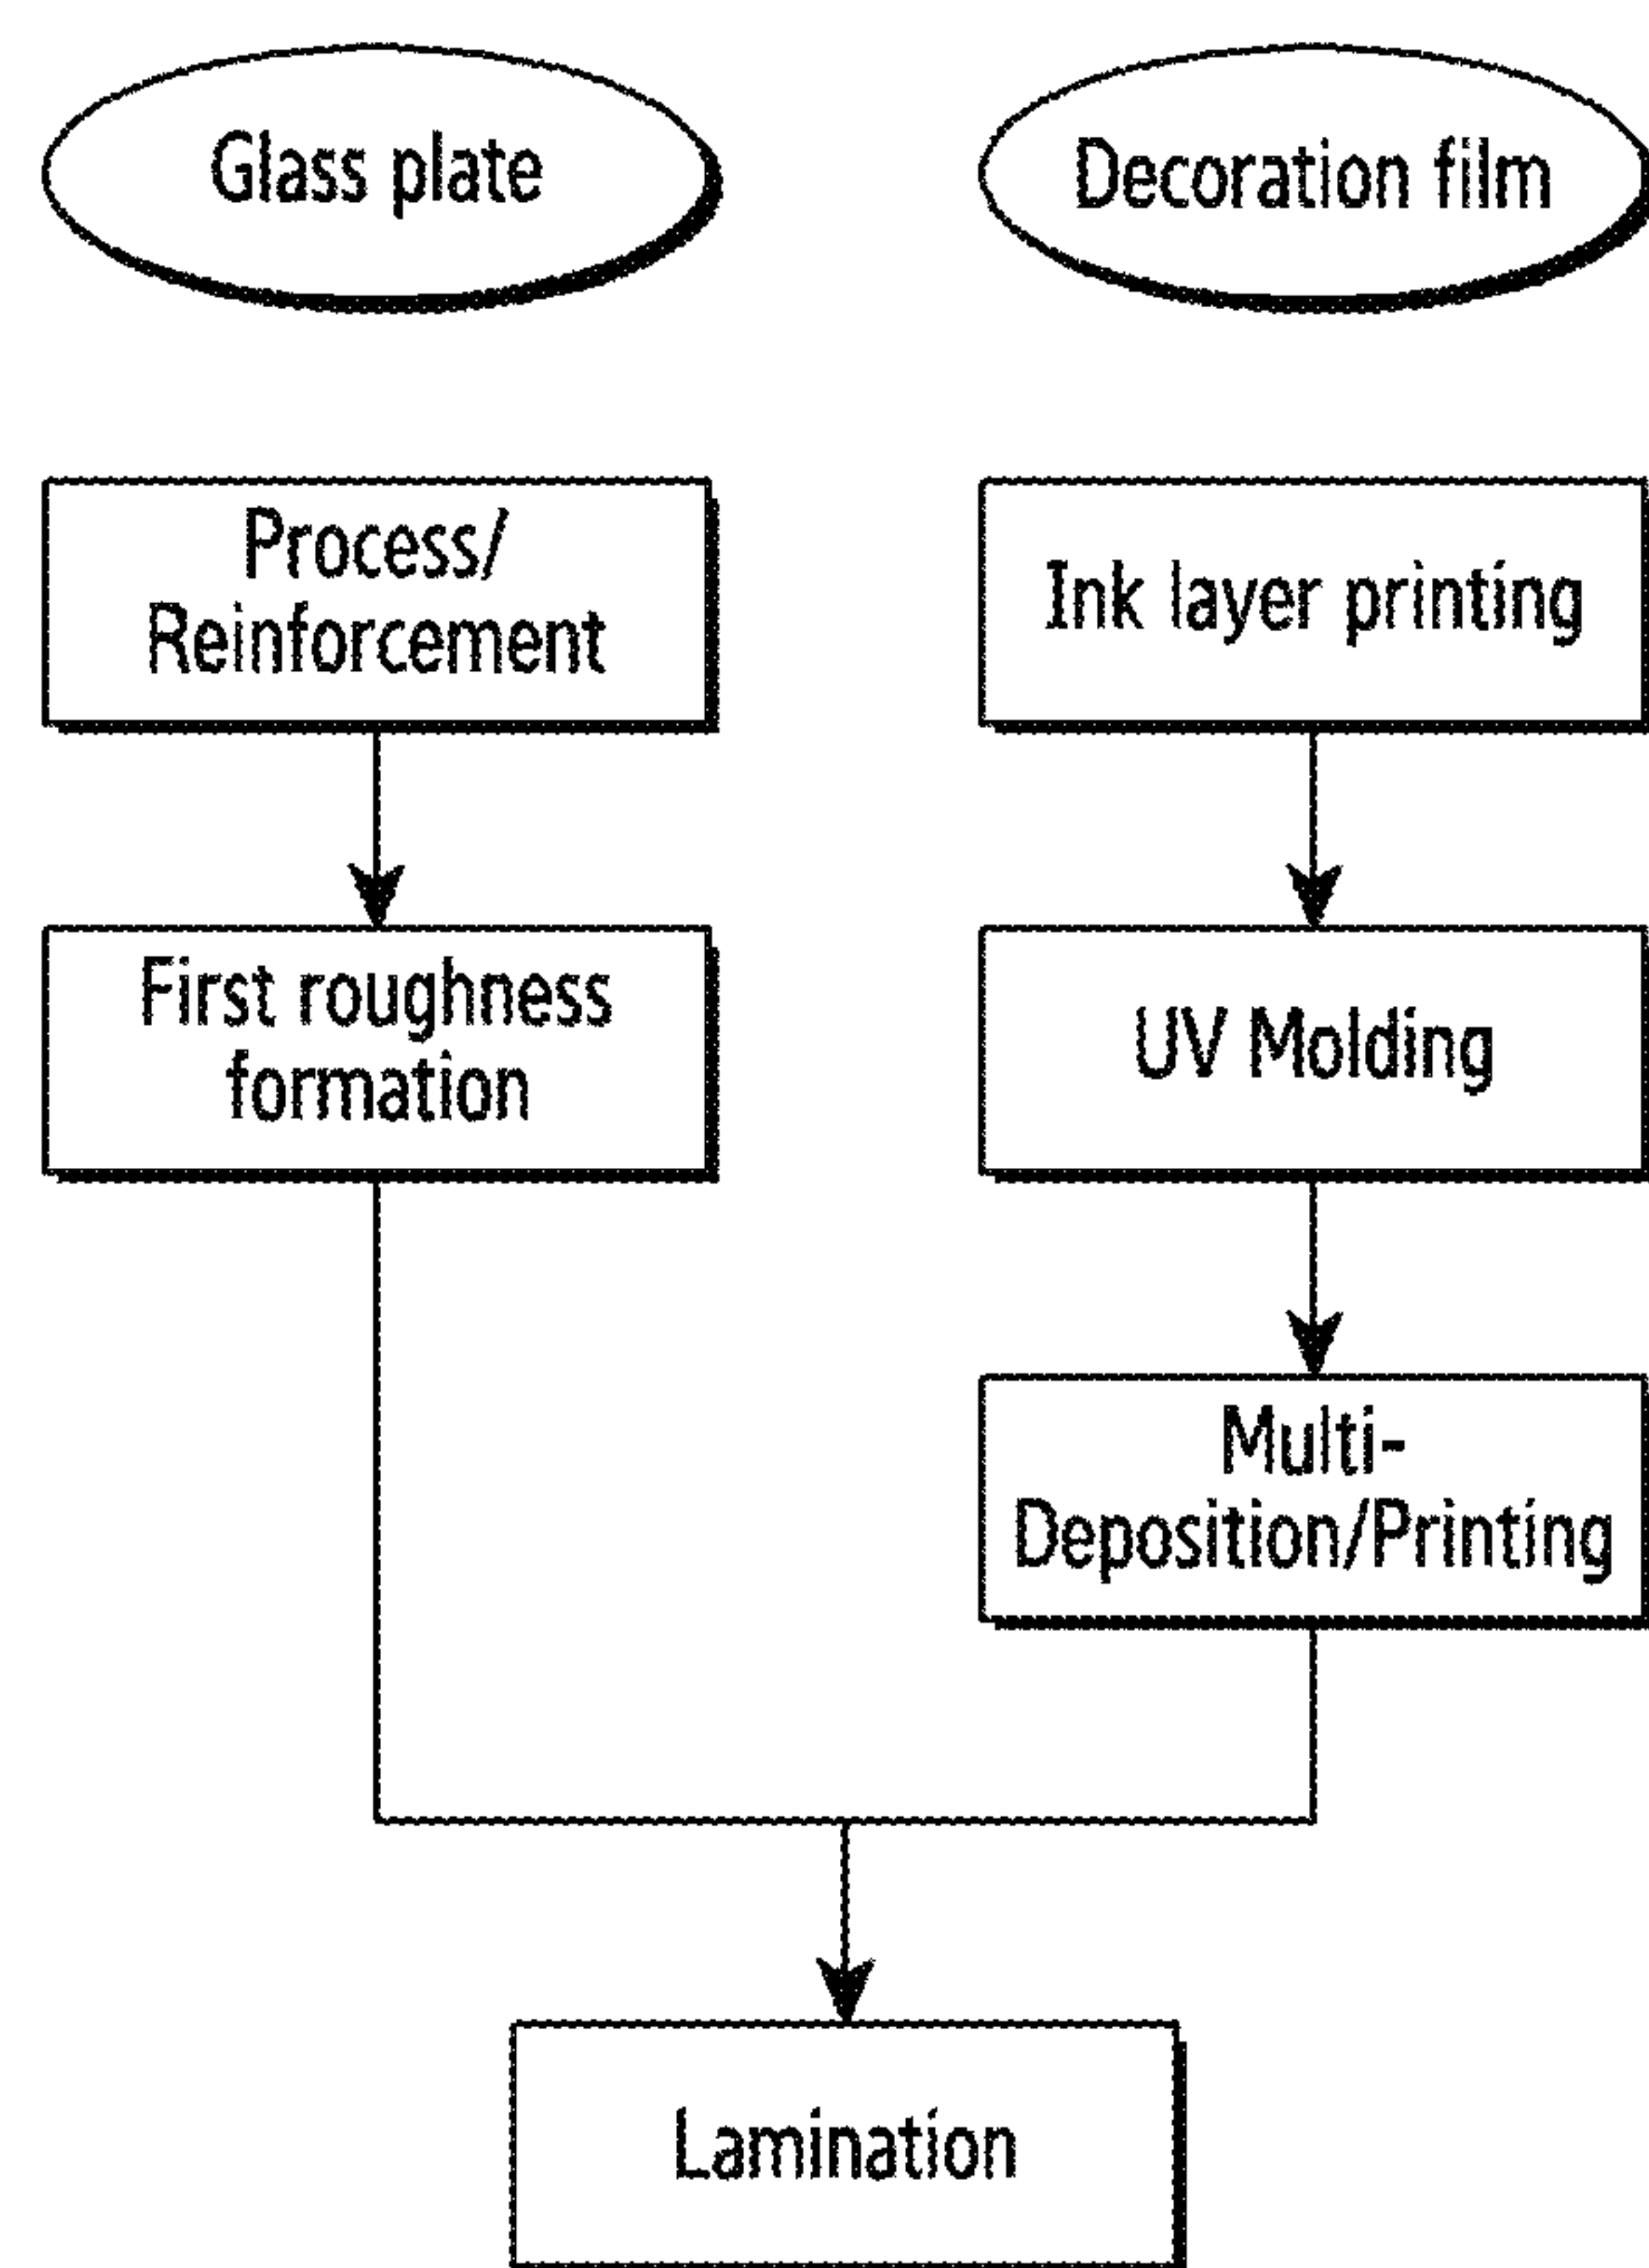 Glass plate
Decoration film
Process/
Reinforcement
Ink layer printing
First roughness
formation
UV Molding
Multi-
Deposition/Printing
Lamination